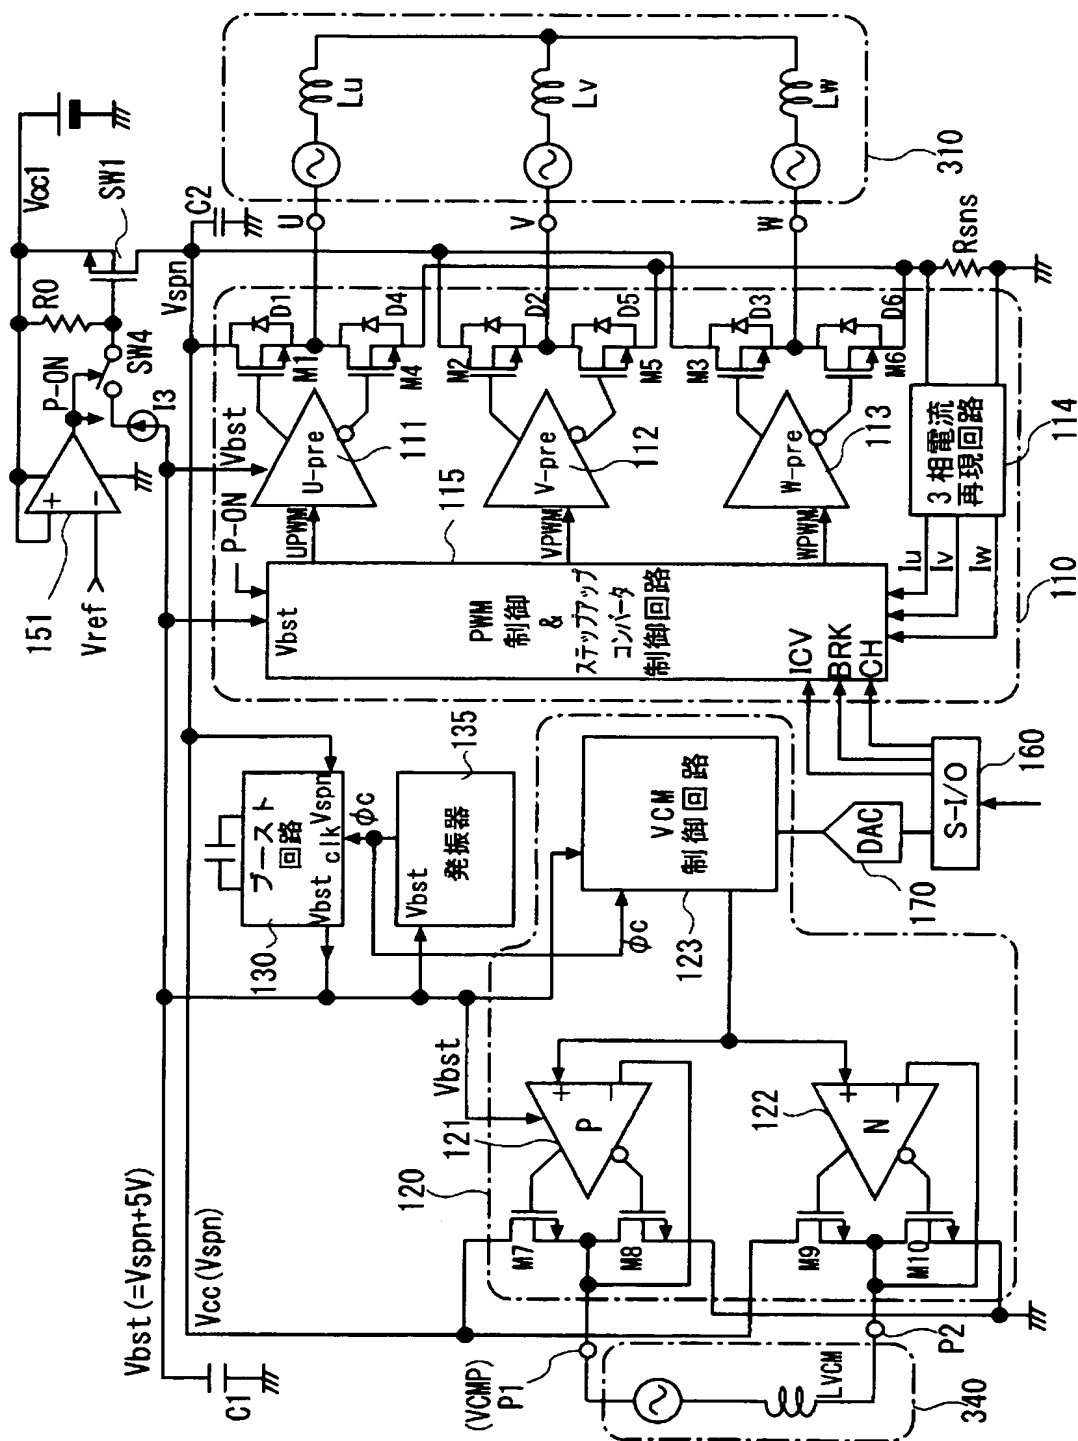 Vbst(=Vspn+5V)
Vcc(Vspn)
C1
151
Vref
+
−
P-ON
R0
SW4
I3
Vcc1
SW1
Vspn
C2
ブースト
回路
Vbst
clk
Vspn
130
φc
135
発振器
Vbst
φc
Vbst
P-ON
Vbst
Vbst
115
PWM
制御
&
ステップアップ
コンバータ
制御回路
UPWM
VPWM
WPWM
U-pre
111
V-pre
112
W-pre
113
M1
D1
M4
D4
M2
D2
M5
D5
M3
D3
M6
D6
U
V
W
Lu
Lv
Lw
310
Rsns
3相電流
再現回路
114
Iu
Iv
Iw
110
ICV
BRK
CH
VCM
制御回路
123
DAC
170
S-I/O
160
120
121
+
−
P
122
+
−
N
M7
M8
M9
M10
(VCMP)
P1
P2
LVCM
340